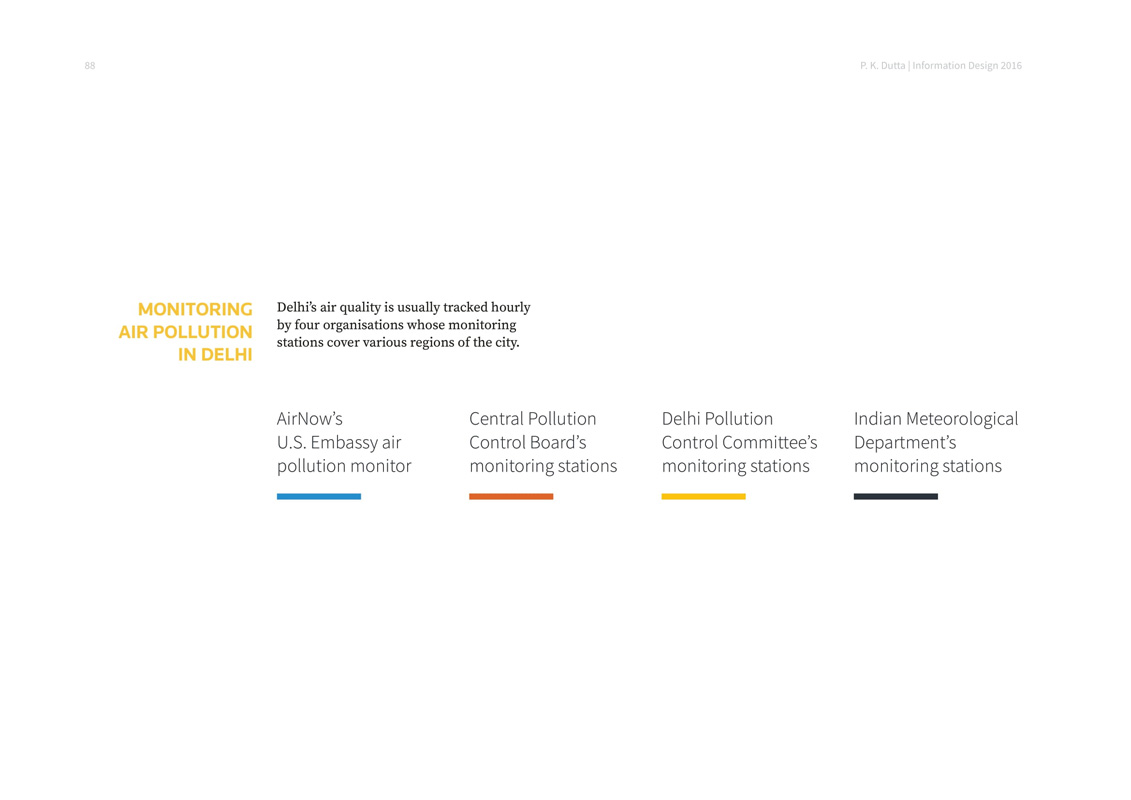 88
P. K. Dutta | Information Design 2016
MONITORING
AIR POLLUTION
IN DELHI
Delhi’s air quality is usually tracked hourly
by four organisations whose monitoring
stations cover various regions of the city.
AirNow’s
U.S. Embassy air
pollution monitor
Central Pollution
Control Board’s
monitoring stations
Delhi Pollution
Control Committee’s
monitoring stations
Indian Meteorological
Department’s
monitoring stations